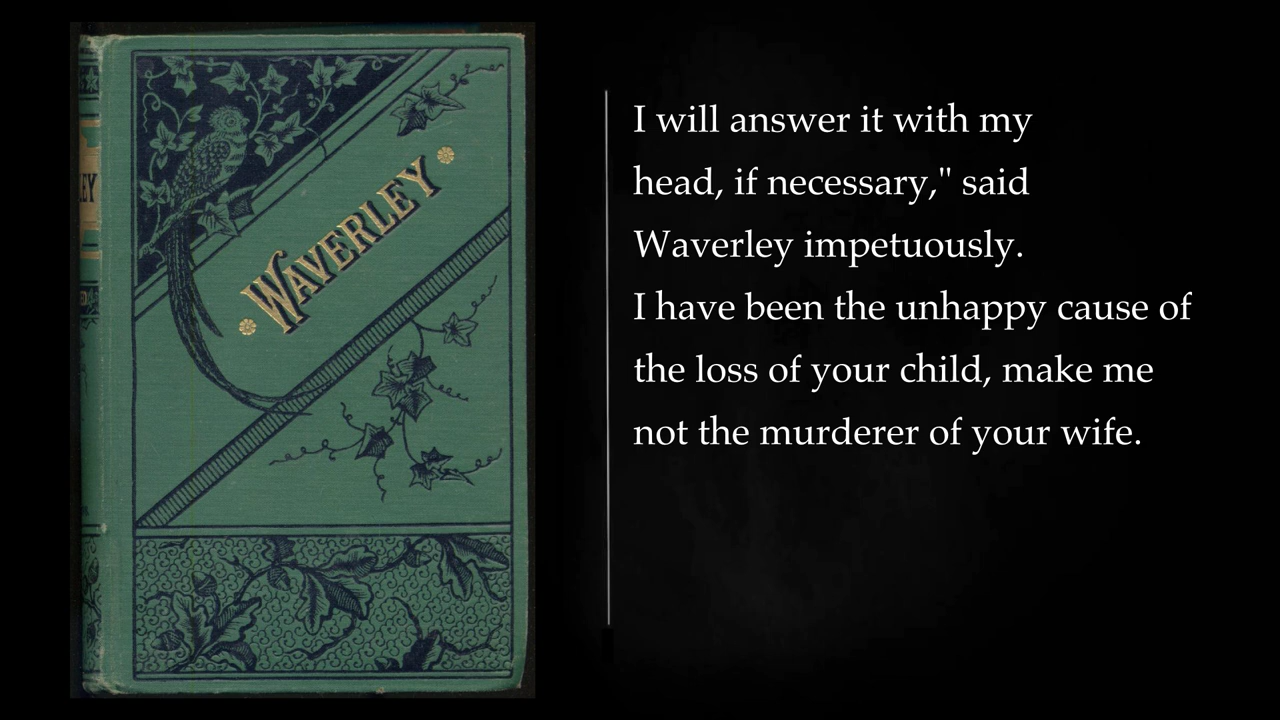 WAVERLEY
I will answer it with my
head, if necessary," said
Waverley impetuously.
I have been the unhappy cause of
the loss of your child, make me
not the murderer of your wife.